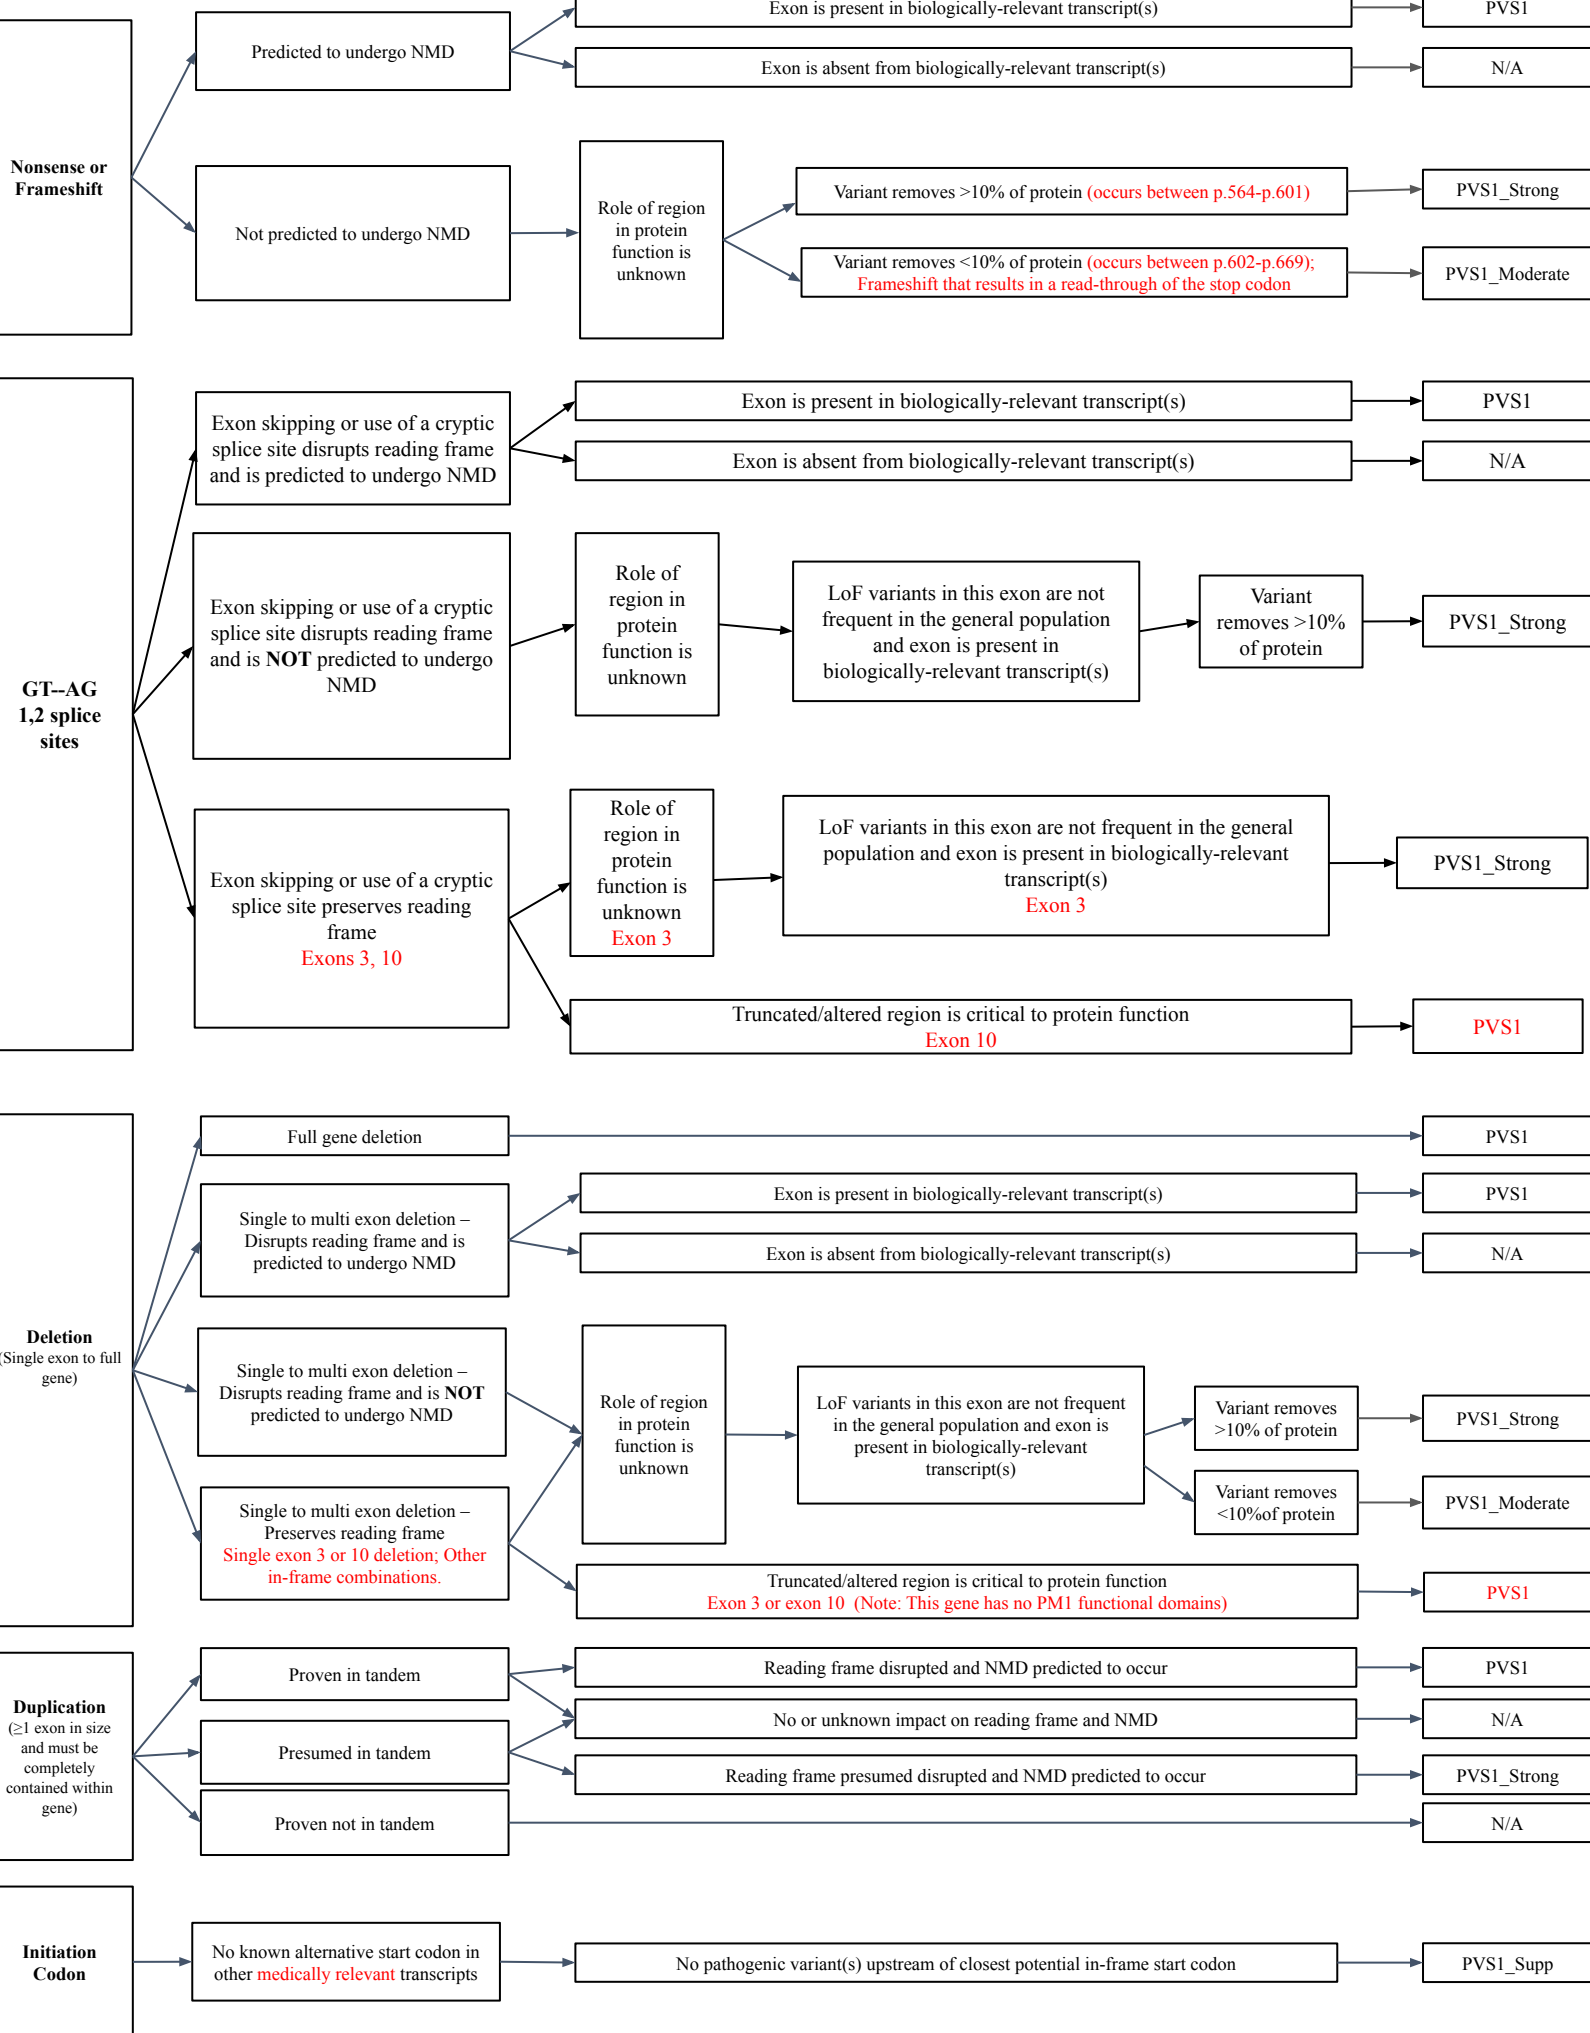 Exon is present in biologically-relevant transcript(s)
PVS1
Predicted to undergo NMD
Exon is absent from biologically-relevant transcript(s)
N/A
Nonsense or
Frameshift
Not predicted to undergo NMD
Role of region
in protein
function is
unknown
Variant removes >10% of protein (occurs between p.564-p.601)
PVS1_Strong
Variant removes <10% of protein (occurs between p.602-p.669);
Frameshift that results in a read-through of the stop codon
PVS1_Moderate
GT--AG
1,2 splice
sites
Exon skipping or use of a cryptic
splice site disrupts reading frame
and is predicted to undergo NMD
Exon is present in biologically-relevant transcript(s)
PVS1
Exon is absent from biologically-relevant transcript(s)
N/A
Exon skipping or use of a cryptic
splice site disrupts reading frame
and is NOT predicted to undergo
NMD
Role of
region in
protein
function is
unknown
LoF variants in this exon are not
frequent in the general population
and exon is present in
biologically-relevant transcript(s)
Variant
removes >10%
of protein
PVS1_Strong
Exon skipping or use of a cryptic
splice site preserves reading
frame
Exons 3, 10
Role of
region in
protein
function is
unknown
Exon 3
LoF variants in this exon are not frequent in the general
population and exon is present in biologically-relevant
transcript(s)
Exon 3
PVS1_Strong
Truncated/altered region is critical to protein function
Exon 10
PVS1
Deletion
(Single exon to full
gene)
Full gene deletion
PVS1
Single to multi exon deletion –
Disrupts reading frame and is
predicted to undergo NMD
Exon is present in biologically-relevant transcript(s)
PVS1
Exon is absent from biologically-relevant transcript(s)
N/A
Single to multi exon deletion –
Disrupts reading frame and is NOT
predicted to undergo NMD
Role of region
in protein
function is
unknown
LoF variants in this exon are not frequent
in the general population and exon is
present in biologically-relevant
transcript(s)
Variant removes
>10% of protein
PVS1_Strong
Variant removes
<10%of protein
PVS1_Moderate
Single to multi exon deletion –
Preserves reading frame
Single exon 3 or 10 deletion; Other
in-frame combinations.
Truncated/altered region is critical to protein function
Exon 3 or exon 10 (Note: This gene has no PM1 functional domains)
PVS1
Duplication
(≥1 exon in size
and must be
completely
contained within
gene)
Proven in tandem
Reading frame disrupted and NMD predicted to occur
PVS1
No or unknown impact on reading frame and NMD
N/A
Presumed in tandem
Reading frame presumed disrupted and NMD predicted to occur
PVS1_Strong
Proven not in tandem
N/A
Initiation
Codon
No known alternative start codon in
other medically relevant transcripts
No pathogenic variant(s) upstream of closest potential in-frame start codon
PVS1_Supp